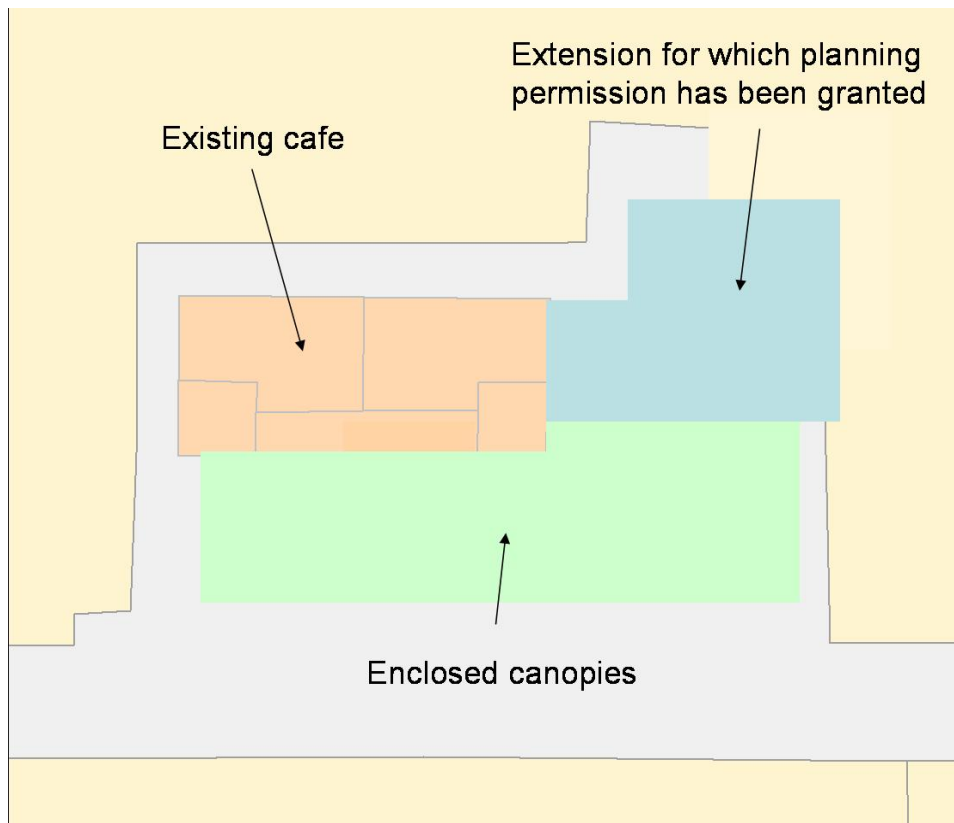 Extension for which planning
permission has been granted
Existing cafe
Enclosed canopies